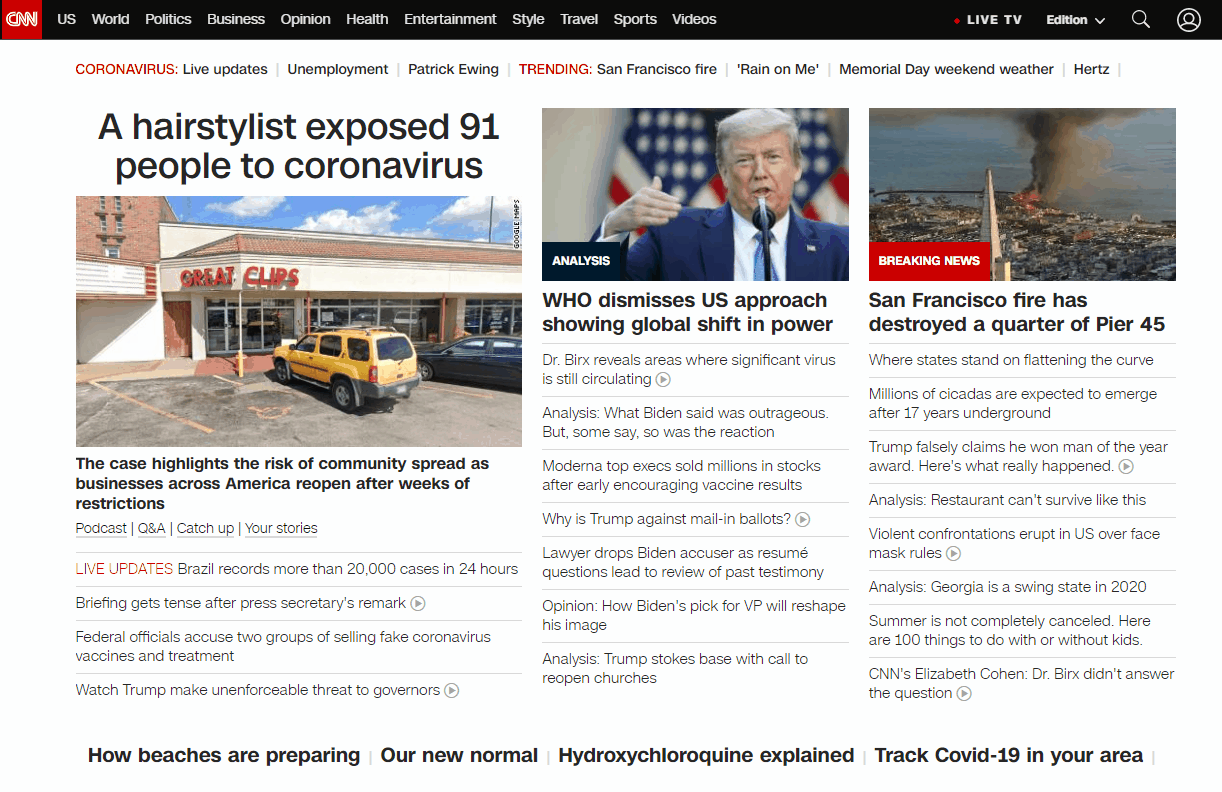 CNN US World Politics Business Opinion Health Entertainment Style Travel Sports Videos LIVE TV Edition
CORONAVIRUS: Live updates | Unemployment | Patrick Ewing | TRENDING: San Francisco fire | 'Rain on Me' | Memorial Day weekend weather | Hertz |
A hairstylist exposed 91
people to coronavirus
GOOGLE MAPS
GREAT CLIPS
The case highlights the risk of community spread as
businesses across America reopen after weeks of
restrictions
Podcast | Q&A | Catch up | Your stories
LIVE UPDATES Brazil records more than 20,000 cases in 24 hours
Briefing gets tense after press secretary's remark
Federal officials accuse two groups of selling fake coronavirus
vaccines and treatment
Watch Trump make unenforceable threat to governors
ANALYSIS
WHO dismisses US approach
showing global shift in power
Dr. Birx reveals areas where significant virus
is still circulating
Analysis: What Biden said was outrageous.
But, some say, so was the reaction
Moderna top execs sold millions in stocks
after early encouraging vaccine results
Why is Trump against mail-in ballots?
Lawyer drops Biden accuser as resumé
questions lead to review of past testimony
Opinion: How Biden's pick for VP will reshape
his image
Analysis: Trump stokes base with call to
reopen churches
BREAKING NEWS
San Francisco fire has
destroyed a quarter of Pier 45
Where states stand on flattening the curve
Millions of cicadas are expected to emerge
after 17 years underground
Trump falsely claims he won man of the year
award. Here's what really happened.
Analysis: Restaurant can't survive like this
Violent confrontations erupt in US over face
mask rules
Analysis: Georgia is a swing state in 2020
Summer is not completely canceled. Here
are 100 things to do with or without kids.
CNN's Elizabeth Cohen: Dr. Birx didn't answer
the question
How beaches are preparing | Our new normal | Hydroxychloroquine explained | Track Covid-19 in your area |